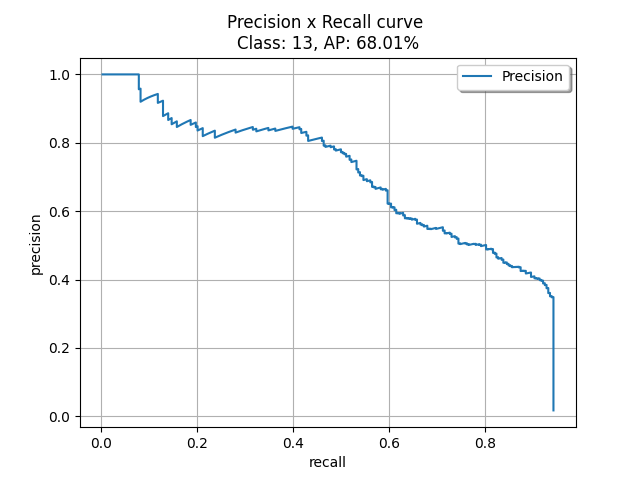 Precision x Recall curve
Class: 13, AP: 68.01%
Precision
1.0
0.8
0.6
0.4
0.2
0.0
precision
0.0 0.2 0.4 0.6 0.8
recall